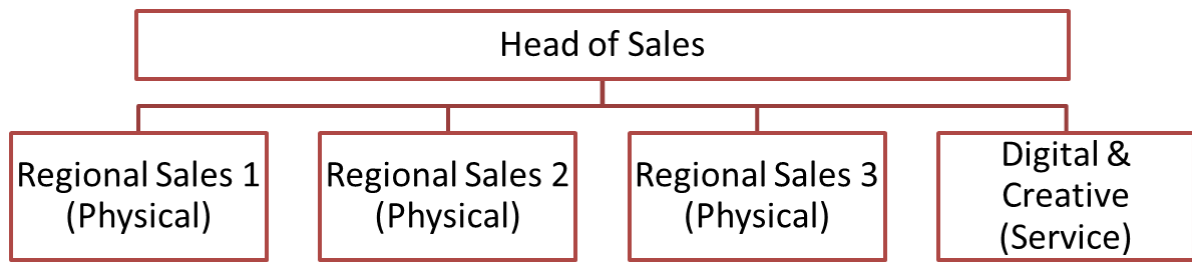 Head of Sales
Regional Sales 1
(Physical)
Regional Sales 2
(Physical)
Regional Sales 3
(Physical)
Digital &
Creative
(Service)